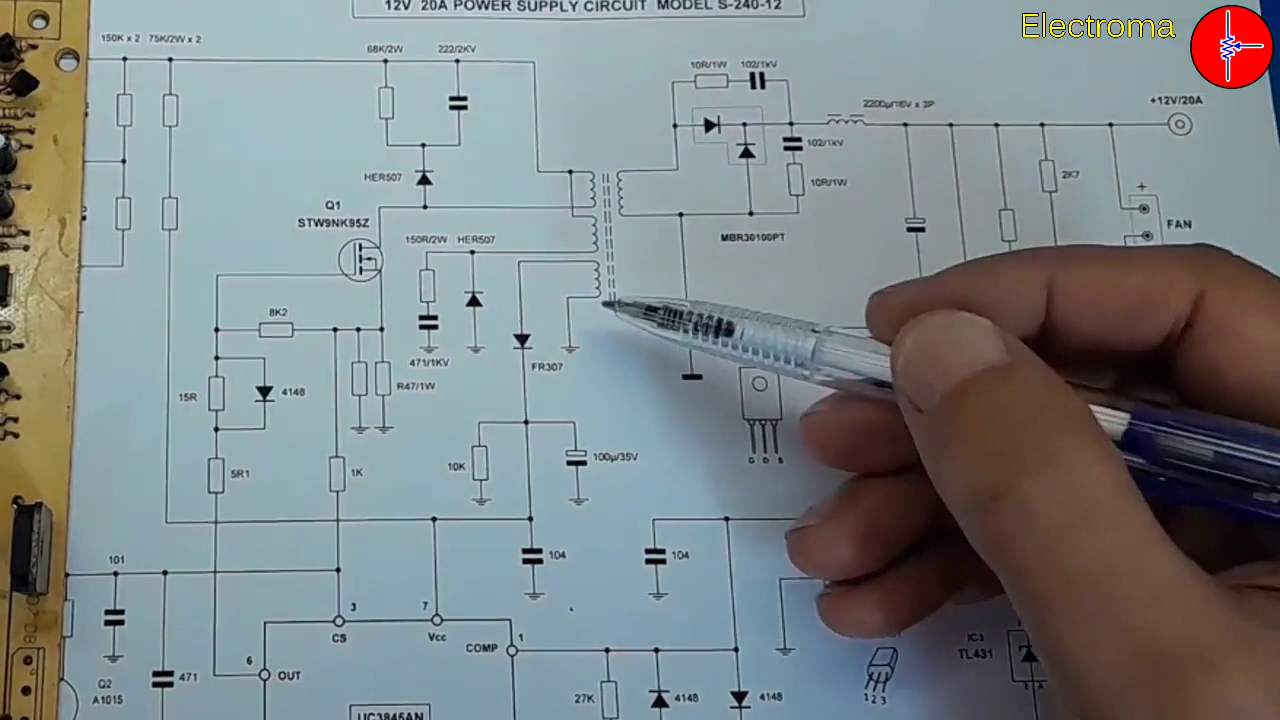 12V 20A POWER SUPPLY CIRCUIT MODEL S-240-12
Electroma
150K x 2 75K/2W x 2
68K/2W
222/2KV
10R/1W
102/1kV
2200µ/16V x 3P
+12V/20A
102/1kV
10R/1W
2K7
HER507
Q1
STW9NK95Z
150R/2W
HER507
MBR30100PT
+
FAN
8K2
471/1KV
FR307
15R
4148
R47/1W
G D S
5R1
1K
10K
100µ/35V
101
104
104
3
7
CS
Vcc
COMP
1
IC3
TL431
6
OUT
Q2
A1015
471
27K
4148
4148
1 2 3
UC3845AN